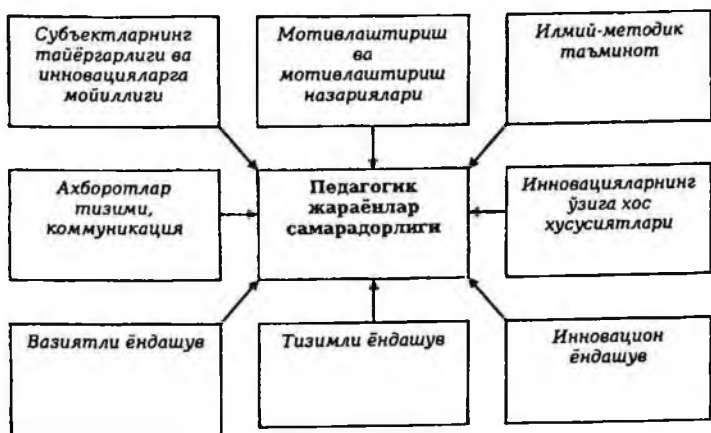 Субъектларнинг
тайёргарлиги ва
инновацияларга
мойиллиги
Мотивлаштириш
ва
мотивлаштириш
назариялари
Илмий-методик
таъминот
Ахборотлар
тизими,
коммуникация
Педагогик
жараёнлар
самарадорлиги
Инновацияларнинг
ўзига хос
хусусиятлари
Вазиятли ёндашув
Тизимли ёндашув
Инновацион
ёндашув